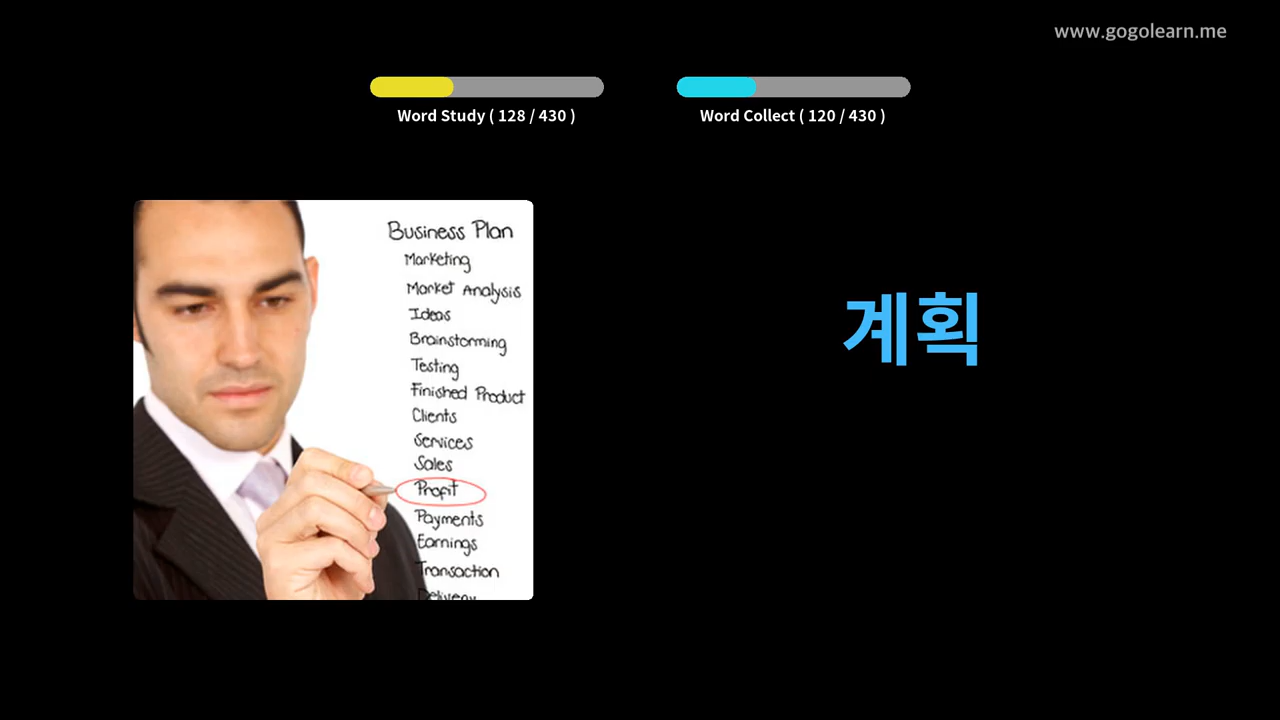 www.gogolearn.me
Word Study ( 128 / 430 )
Word Collect ( 120 / 430 )
Business Plan
Marketing
Market Analysis
Ideas
Brainstorming
Testing
Finished Product
Clients
Services
Sales
Profit
Payments
Earnings
Transaction
Delivery
계획